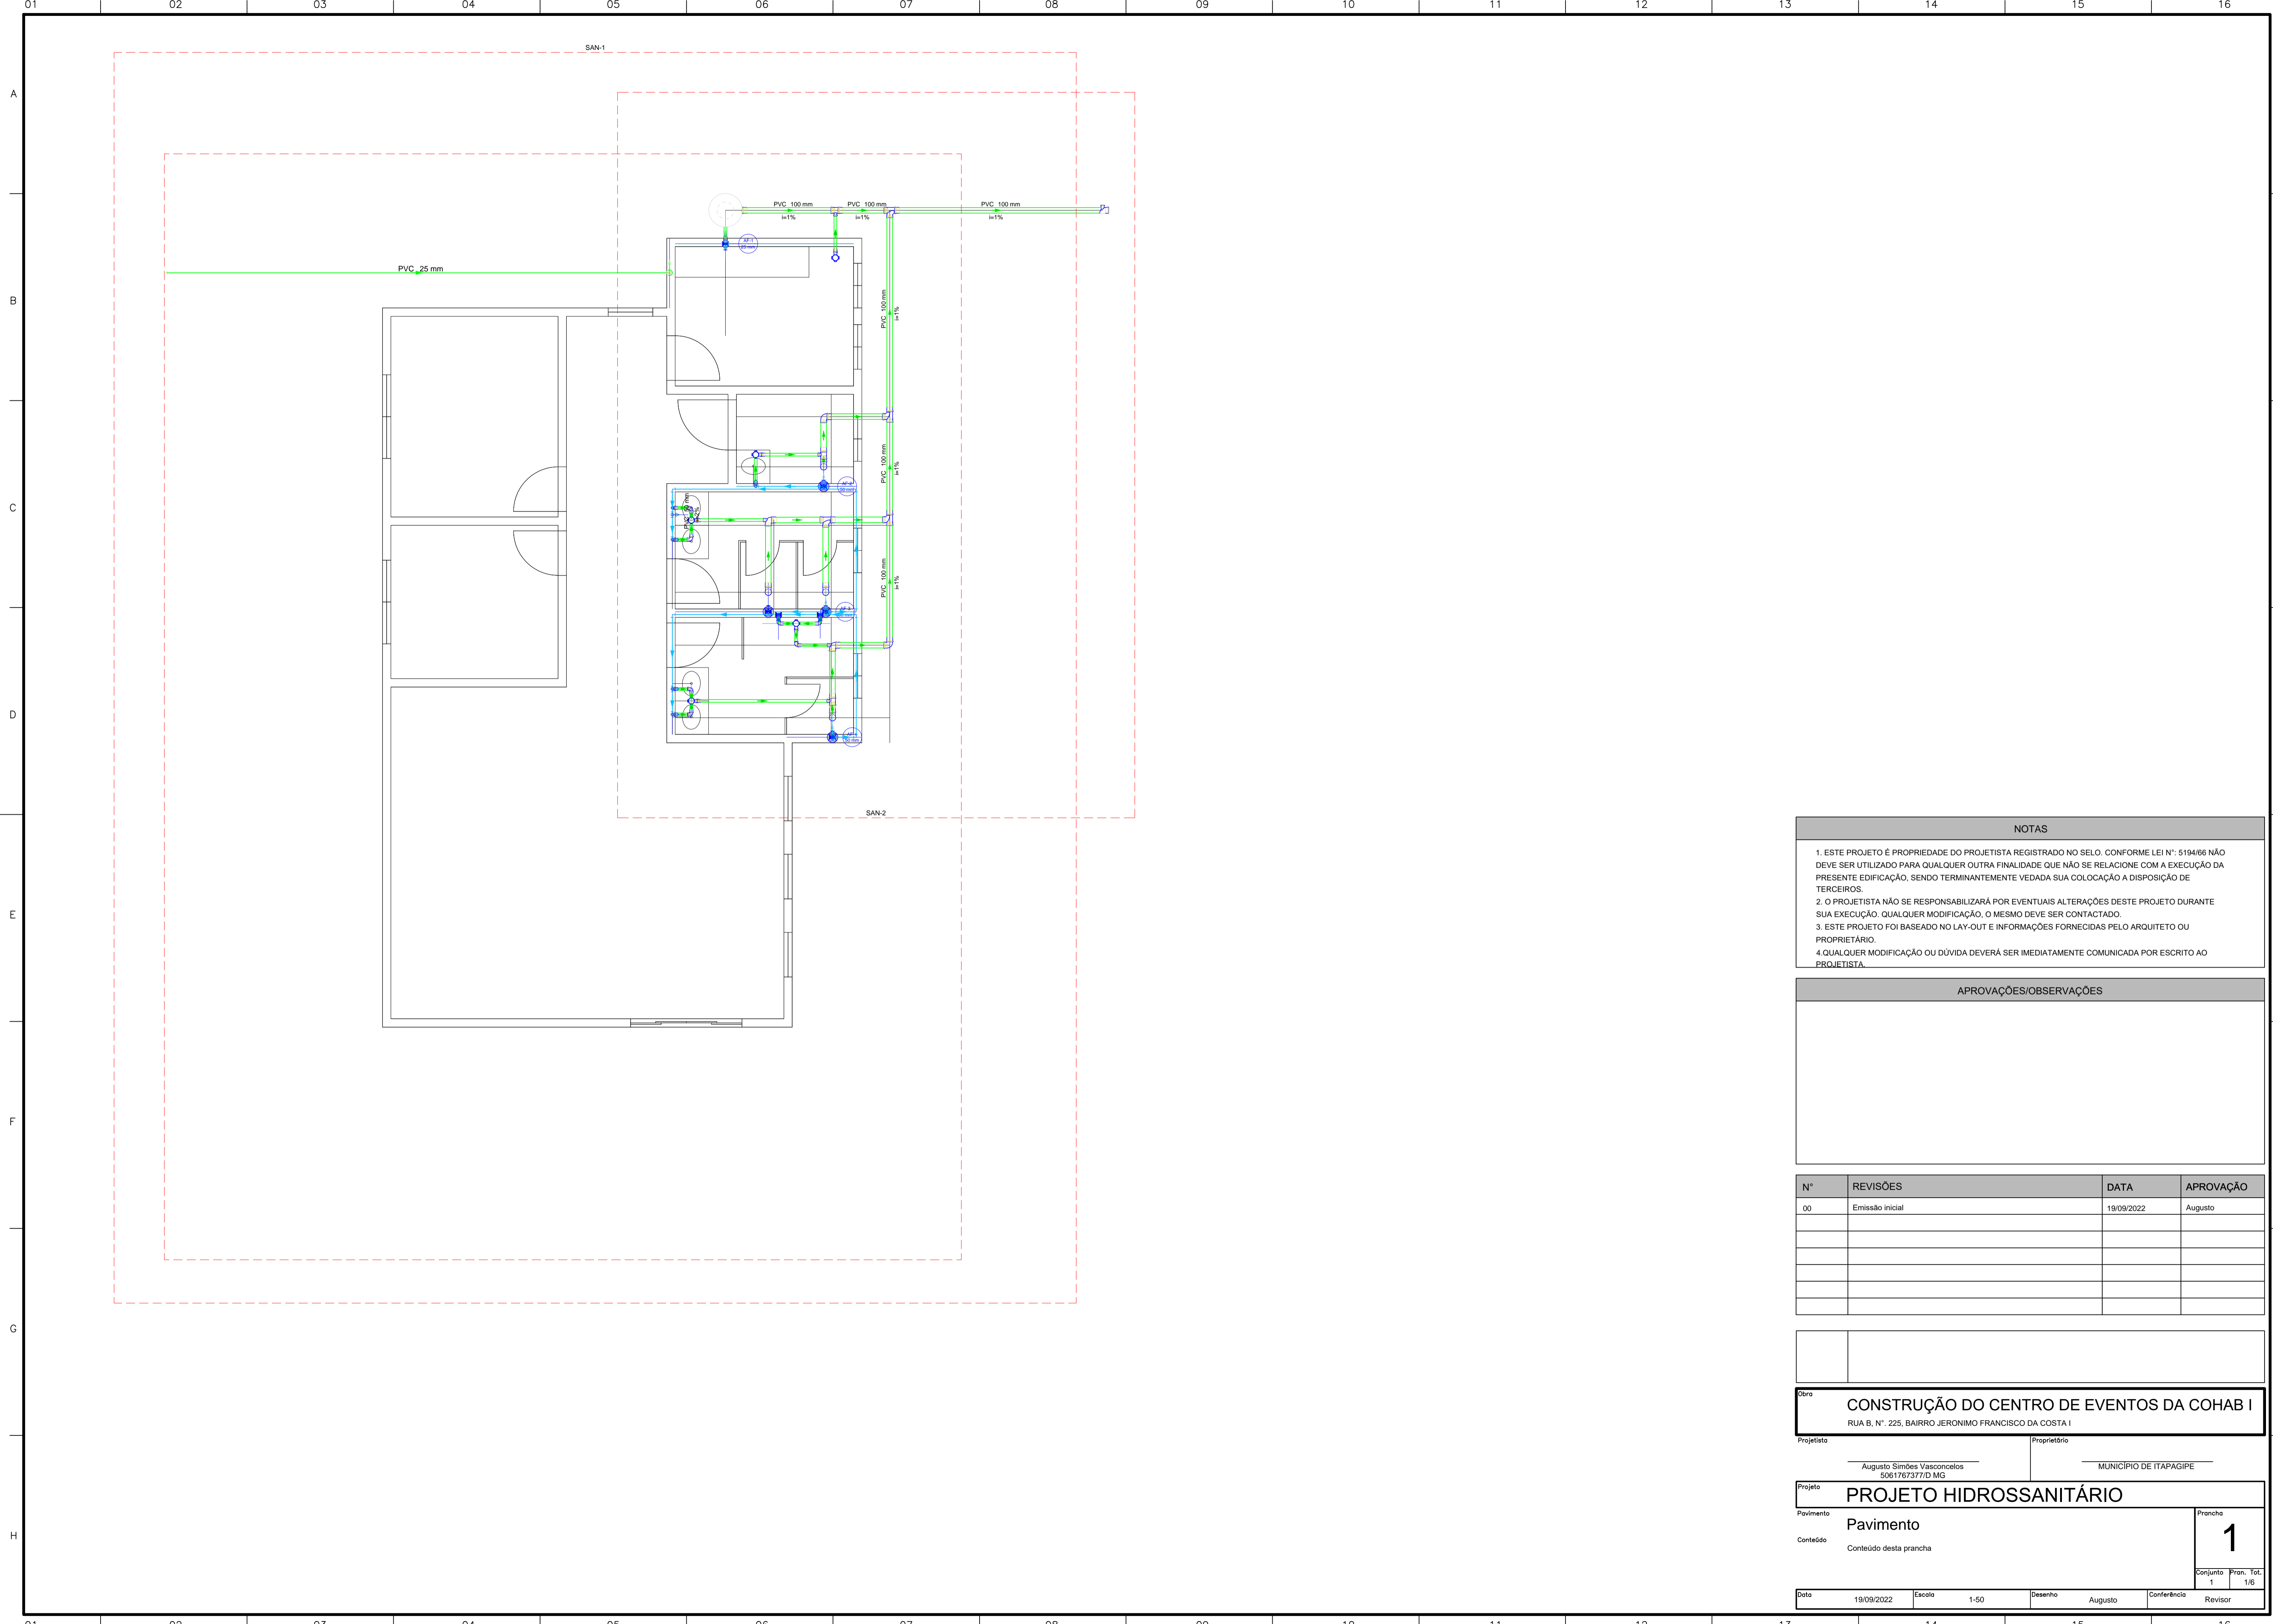 01 02 03 04 05 06 07 08 09 10 11 12 13 14 15 16
A
B
C
D
E
F
G
H
SAN-1
PVC 100 mm
i=1%
PVC 100 mm
i=1%
PVC 100 mm
i=1%
AF-1
25 mm
PVC 25 mm
PVC 100 mm
i=1%
PVC 100 mm
i=1%
PVC 100 mm
i=1%
SAN-2
NOTAS
1. ESTE PROJETO É PROPRIEDADE DO PROJETISTA REGISTRADO NO SELO. CONFORME LEI N°: 5194/66 NÃO
DEVE SER UTILIZADO PARA QUALQUER OUTRA FINALIDADE QUE NÃO SE RELACIONE COM A EXECUÇÃO DA
PRESENTE EDIFICAÇÃO, SENDO TERMINANTEMENTE VEDADA SUA COLOCAÇÃO A DISPOSIÇÃO DE
TERCEIROS.
2. O PROJETISTA NÃO SE RESPONSABILIZARÁ POR EVENTUAIS ALTERAÇÕES DESTE PROJETO DURANTE
SUA EXECUÇÃO. QUALQUER MODIFICAÇÃO, O MESMO DEVE SER CONTACTADO.
3. ESTE PROJETO FOI BASEADO NO LAY-OUT E INFORMAÇÕES FORNECIDAS PELO ARQUITETO OU
PROPRIETÁRIO.
4.QUALQUER MODIFICAÇÃO OU DÚVIDA DEVERÁ SER IMEDIATAMENTE COMUNICADA POR ESCRITO AO
PROJETISTA.
APROVAÇÕES/OBSERVAÇÕES
N° REVISÕES DATA APROVAÇÃO
00 Emissão inicial 19/09/2022 Augusto
Obra
CONSTRUÇÃO DO CENTRO DE EVENTOS DA COHAB I
RUA B, N°. 225, BAIRRO JERONIMO FRANCISCO DA COSTA I
Projetista
Augusto Simões Vasconcelos
5061767377/D MG
Proprietário
MUNICÍPIO DE ITAPAGIPE
Projeto
PROJETO HIDROSSANITÁRIO
Pavimento
Pavimento
Conteúdo
Conteúdo desta prancha
Prancha
1
Conjunto
1
Pran. Tot.
1/6
Data
19/09/2022
Escala
1-50
Desenho
Augusto
Conferência
Revisor